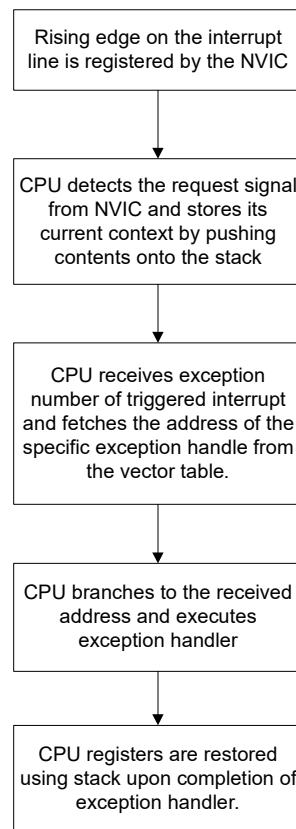 Rising edge on the interrupt
line is registered by the NVIC
CPU detects the request signal
from NVIC and stores its
current context by pushing
contents onto the stack
CPU receives exception
number of triggered interrupt
and fetches the address of the
specific exception handle from
the vector table.
CPU branches to the received
address and executes
exception handler
CPU registers are restored
using stack upon completion of
exception handler.